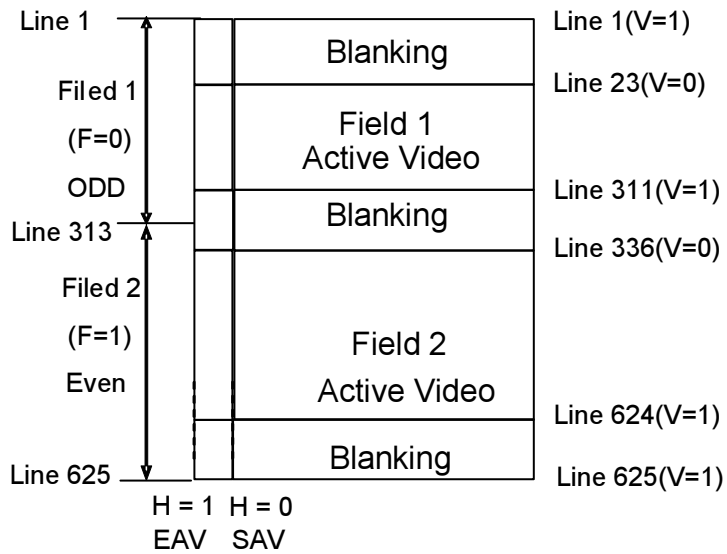 Line 1
Filed 1
(F=0)
ODD
Line 313
Filed 2
(F=1)
Even
Line 625
Blanking
Field 1
Active Video
Blanking
Field 2
Active Video
Blanking
Line 1(V=1)
Line 23(V=0)
Line 311(V=1)
Line 336(V=0)
Line 624(V=1)
Line 625(V=1)
H = 1 H = 0
EAV SAV